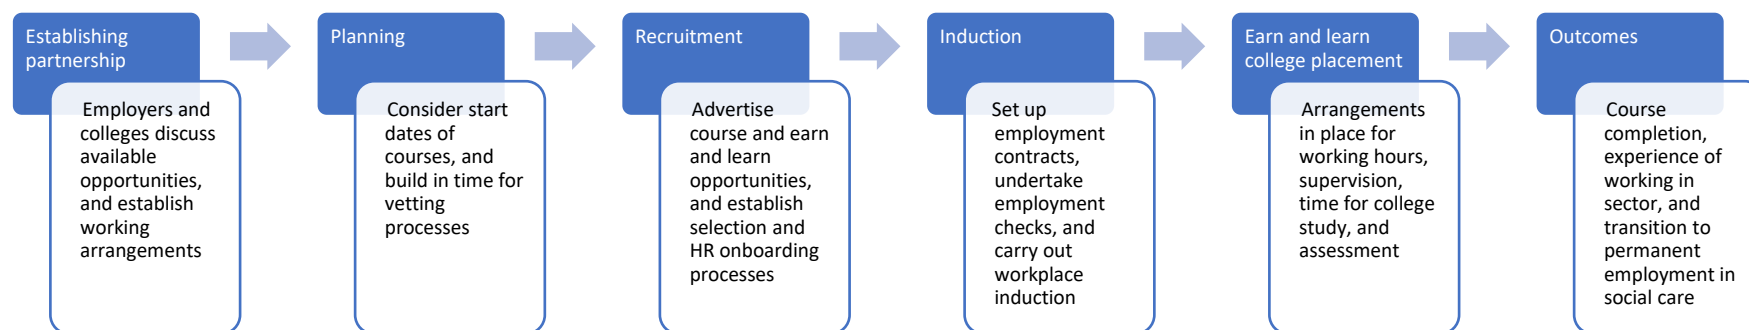 Establishing
partnership
Employers and
colleges discuss
available
opportunities,
and establish
working
arrangements
Planning
Consider start
dates of
courses, and
build in time for
vetting
processes
Recruitment
Advertise
course and earn
and learn
opportunities,
and establish
selection and
HR onboarding
processes
Induction
Set up
employment
contracts,
undertake
employment
checks, and
carry out
workplace
induction
Earn and learn
college placement
Arrangements
in place for
working hours,
supervision,
time for college
study, and
assessment
Outcomes
Course
completion,
experience of
working in
sector, and
transition to
permanent
employment in
social care